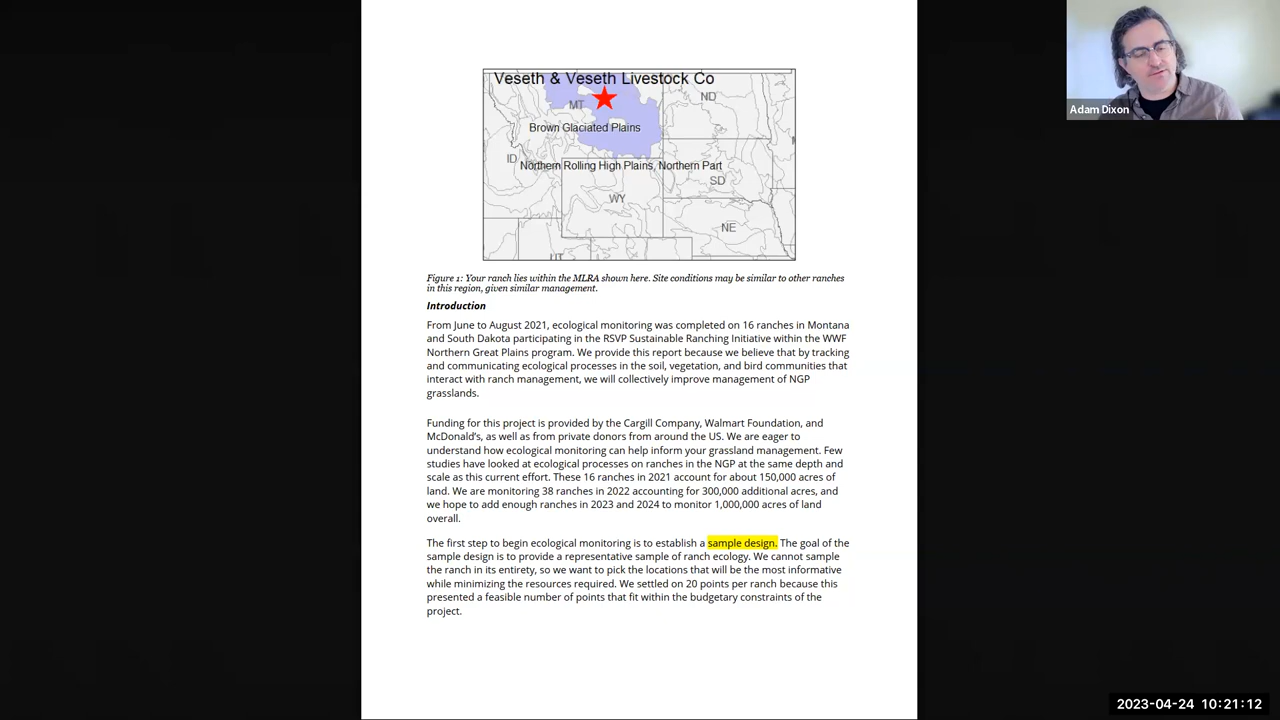 Veseth & Veseth Livestock Co
MT
ND
Brown Glaciated Plains
ID
Northern Rolling High Plains, Northern Part
SD
WY
NE
Figure 1: Your ranch lies within the MLRA shown here. Site conditions may be similar to other ranches
in this region, given similar management.
Introduction
From June to August 2021, ecological monitoring was completed on 16 ranches in Montana
and South Dakota participating in the RSVP Sustainable Ranching Initiative within the WWF
Northern Great Plains program. We provide this report because we believe that by tracking
and communicating ecological processes in the soil, vegetation, and bird communities that
interact with ranch management, we will collectively improve management of NGP
grasslands.
Funding for this project is provided by the Cargill Company, Walmart Foundation, and
McDonald's, as well as from private donors from around the US. We are eager to
understand how ecological monitoring can help inform your grassland management. Few
studies have looked at ecological processes on ranches in the NGP at the same depth and
scale as this current effort. These 16 ranches in 2021 account for about 150,000 acres of
land. We are monitoring 38 ranches in 2022 accounting for 300,000 additional acres, and
we hope to add enough ranches in 2023 and 2024 to monitor 1,000,000 acres of land
overall.
The first step to begin ecological monitoring is to establish a sample design. The goal of the
sample design is to provide a representative sample of ranch ecology. We cannot sample
the ranch in its entirety, so we want to pick the locations that will be the most informative
while minimizing the resources required. We settled on 20 points per ranch because this
presented a feasible number of points that fit within the budgetary constraints of the
project.
Adam Dixon
2023-04-24 10:21:12